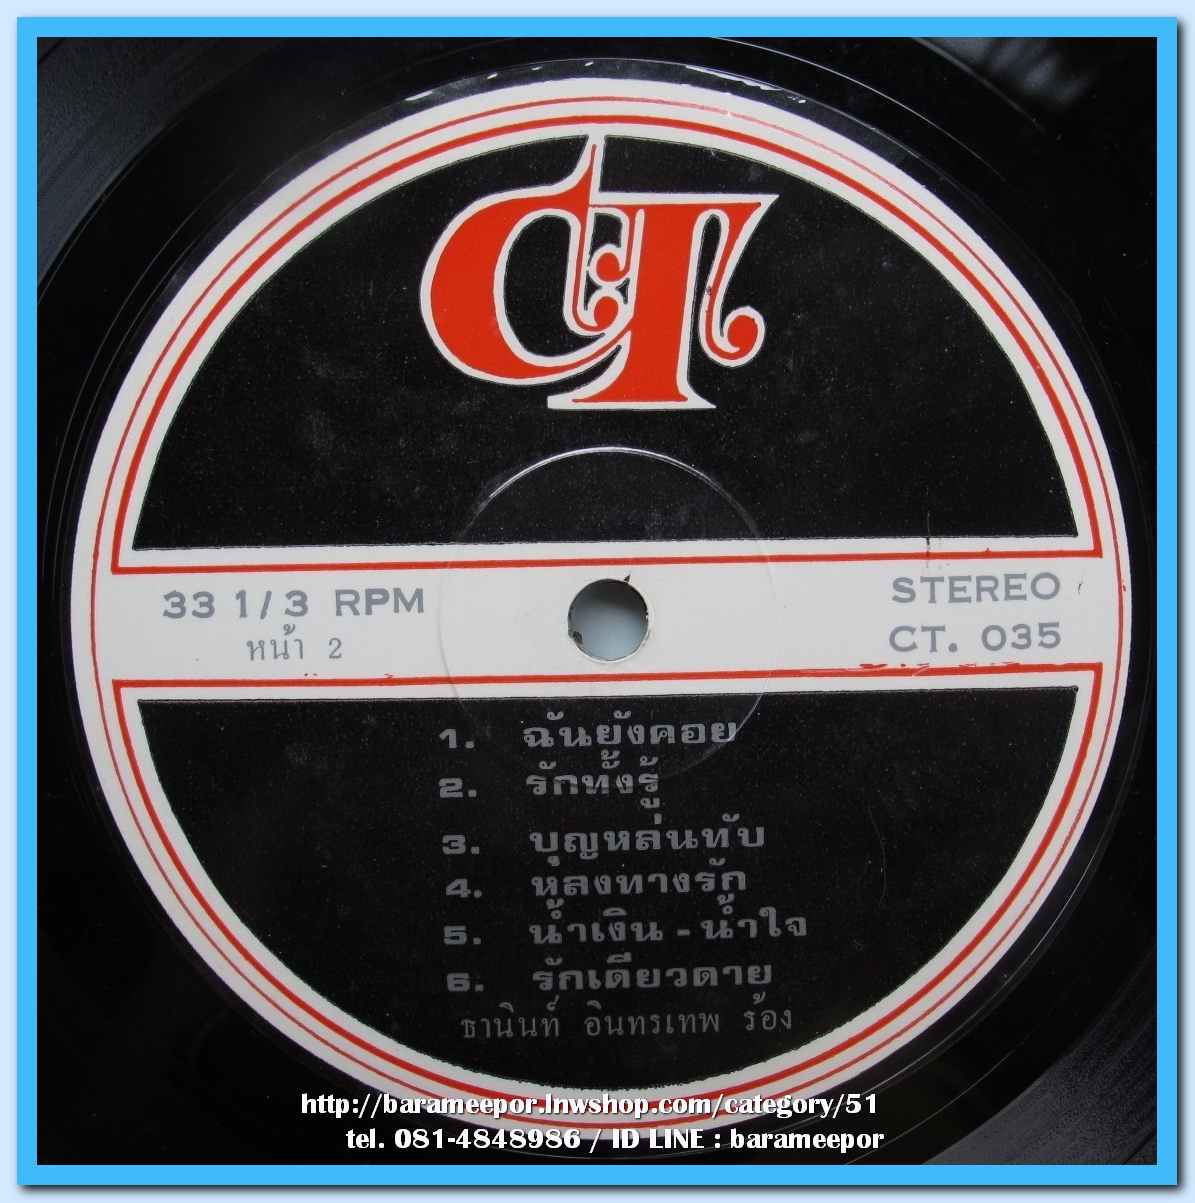 CT
33 1/3 RPM
หน้า 2
STEREO
CT. 035
1. ฉันยังคอย
2. รักทั้งรู้
3. บุญหล่นทับ
4. หลงทางรัก
5. น้ำเงิน - น้ำใจ
6. รักเดียวดาย
ธานินท์ อินทรเทพ ร้อง
http://barameepor.lnwshop.com/category/51
tel. 081-4848986 / ID LINE : barameepor